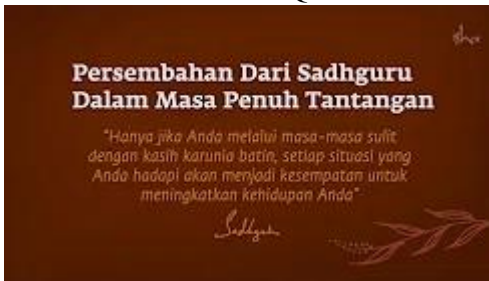 Isha
Persembahan Dari Sadhguru
Dalam Masa Penuh Tantangan
"Hanya jika Anda melalui masa-masa sulit
dengan kasih karunia batin, setiap situasi yang
Anda hadapi akan menjadi kesempatan untuk
meningkatkan kehidupan Anda"
Sadhguru